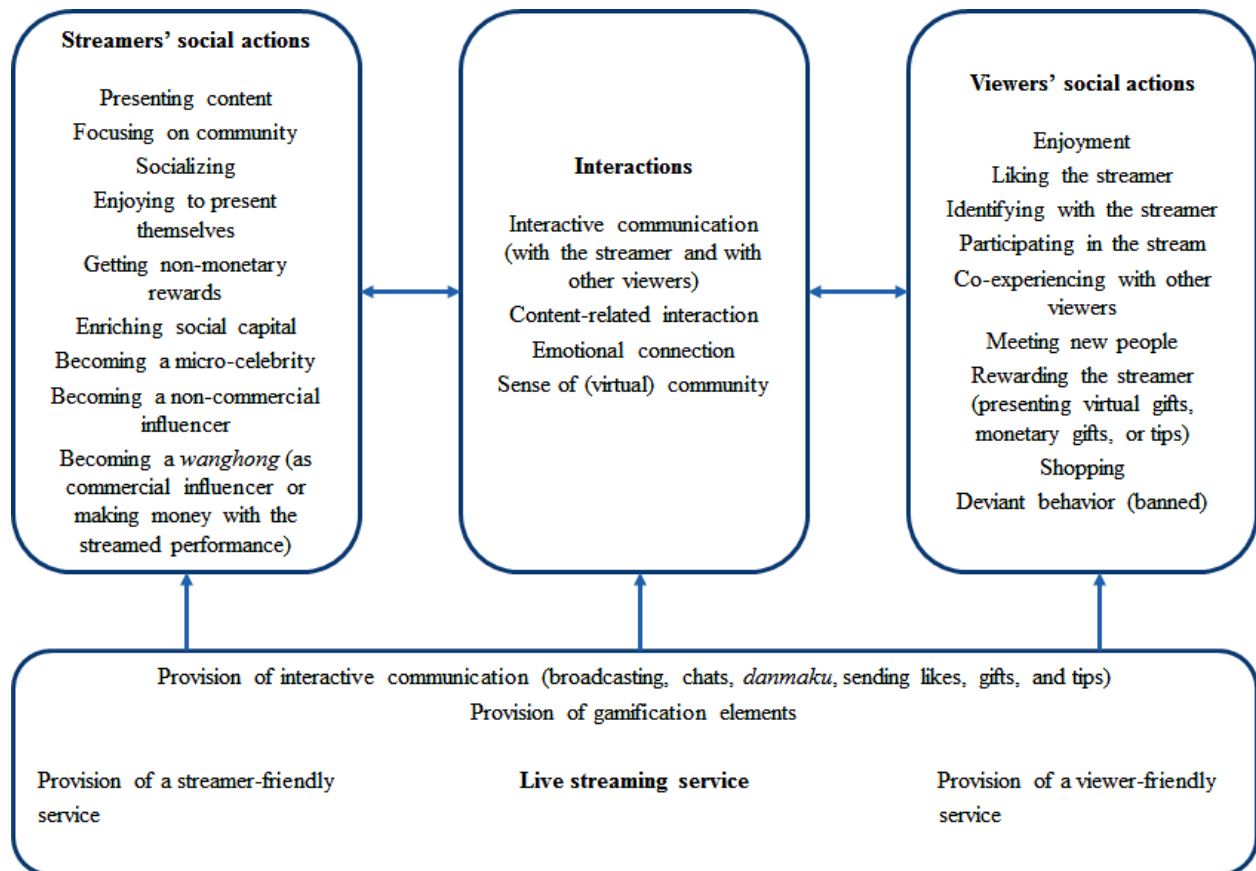 Streamers’ social actions
Presenting content
Focusing on community
Socializing
Enjoying to present
themselves
Getting non-monetary
rewards
Enriching social capital
Becoming a micro-celebrity
Becoming a non-commercial
influencer
Becoming a wanghong (as
commercial influencer or
making money with the
streamed performance)
Interactions
Interactive communication
(with the streamer and with
other viewers)
Content-related interaction
Emotional connection
Sense of (virtual) community
Viewers’ social actions
Enjoyment
Liking the streamer
Identifying with the streamer
Participating in the stream
Co-experiencing with other
viewers
Meeting new people
Rewarding the streamer
(presenting virtual gifts,
monetary gifts, or tips)
Shopping
Deviant behavior (banned)
Provision of interactive communication (broadcasting, chats, danmaku, sending likes, gifts, and tips)
Provision of gamification elements
Provision of a streamer-friendly
service
Live streaming service
Provision of a viewer-friendly
service